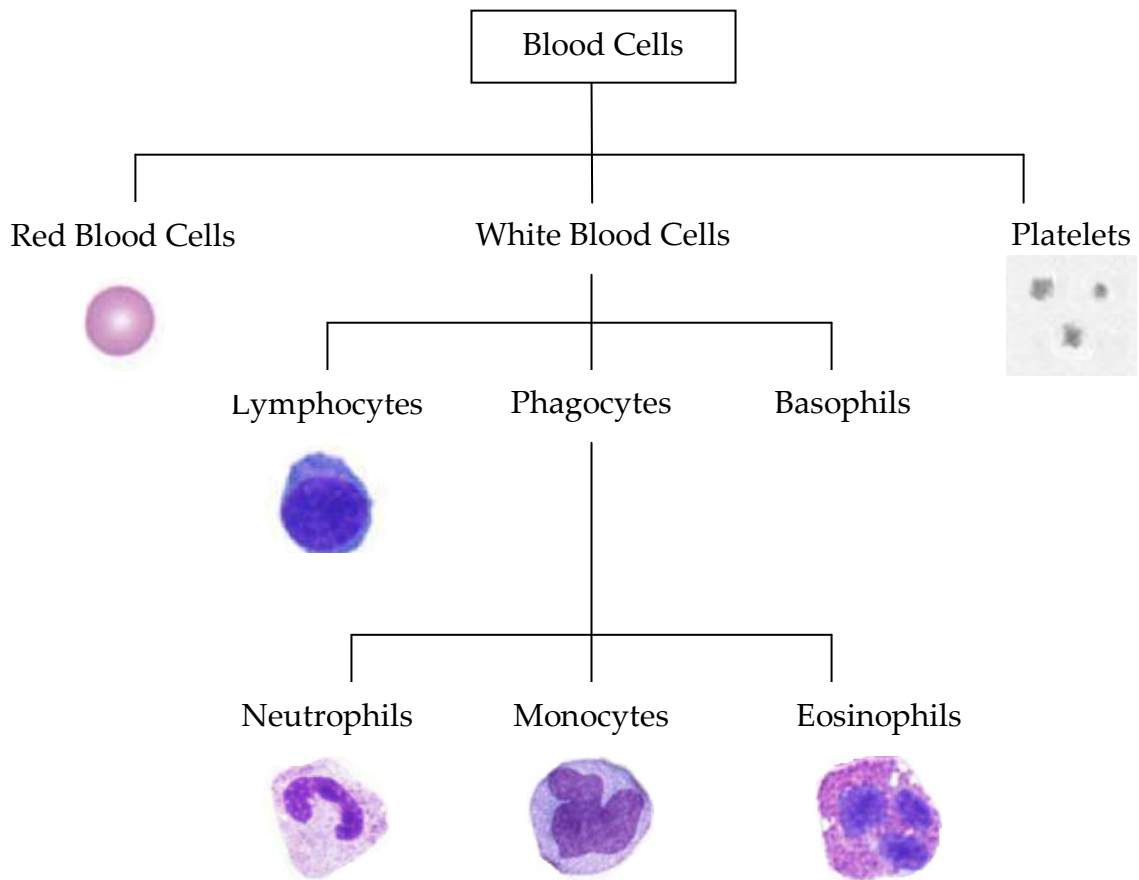 Blood Cells
Red Blood Cells
White Blood Cells
Platelets
Lymphocytes
Phagocytes
Basophils
Neutrophils
Monocytes
Eosinophils